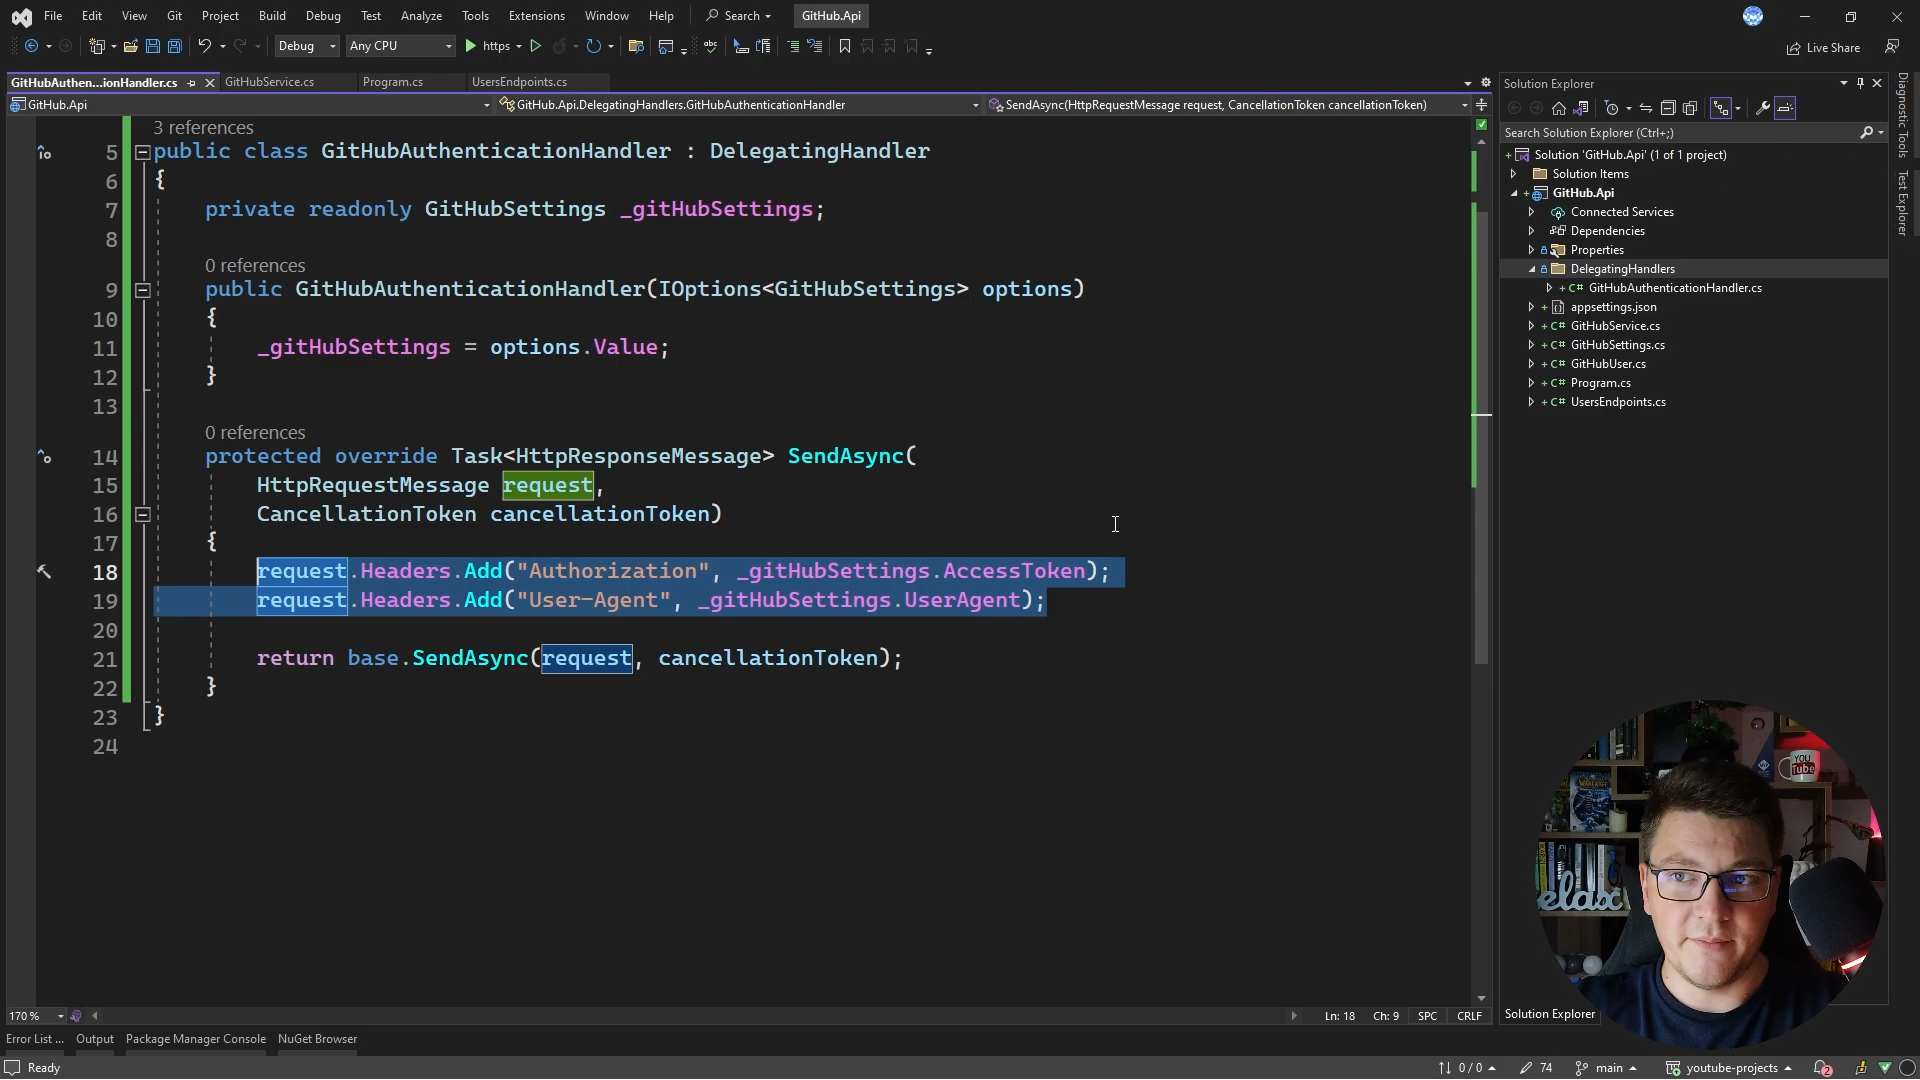 File Edit View Git Project Build Debug Test Analyze Tools Extensions Window Help Search GitHub.Api
Debug Any CPU https Live Share
GitHubAuthen...ionHandler.cs GitHubService.cs Program.cs UsersEndpoints.cs
GitHub.Api GitHub.Api.DelegatingHandlers.GitHubAuthenticationHandler SendAsync(HttpRequestMessage request, CancellationToken cancellationToken)
3 references
5 public class GitHubAuthenticationHandler : DelegatingHandler
6 {
7 private readonly GitHubSettings _gitHubSettings;
8
0 references
9 public GitHubAuthenticationHandler(IOptions<GitHubSettings> options)
10 {
11 _gitHubSettings = options.Value;
12 }
13
0 references
14 protected override Task<HttpResponseMessage> SendAsync(
15 HttpRequestMessage request,
16 CancellationToken cancellationToken)
17 {
18 request.Headers.Add("Authorization", _gitHubSettings.AccessToken);
19 request.Headers.Add("User-Agent", _gitHubSettings.UserAgent);
20
21 return base.SendAsync(request, cancellationToken);
22 }
23 }
24
170 % Ln: 18 Ch: 9 SPC CRLF
Error List ... Output Package Manager Console NuGet Browser
Ready 0 / 0 74 main youtube-projects 2
Solution Explorer
Search Solution Explorer (Ctrl+;)
Solution 'GitHub.Api' (1 of 1 project)
Solution Items
GitHub.Api
Connected Services
Dependencies
Properties
DelegatingHandlers
C# GitHubAuthenticationHandler.cs
appsettings.json
C# GitHubService.cs
C# GitHubSettings.cs
C# GitHubUser.cs
C# Program.cs
C# UsersEndpoints.cs
Solution Explorer
Diagnostic Tools
Test Explorer
YOU
Tube
WARCRAFT
elax